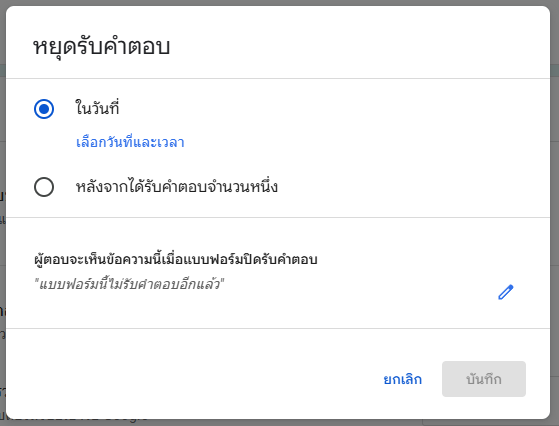 หยุดรับคำตอบ
ในวันที่
เลือกวันที่และเวลา
หลังจากได้รับคำตอบจำนวนหนึ่ง
ผู้ตอบจะเห็นข้อความนี้เมื่อแบบฟอร์มปิดรับคำตอบ
"แบบฟอร์มนี้ไม่รับคำตอบอีกแล้ว"
ยกเลิก
บันทึก